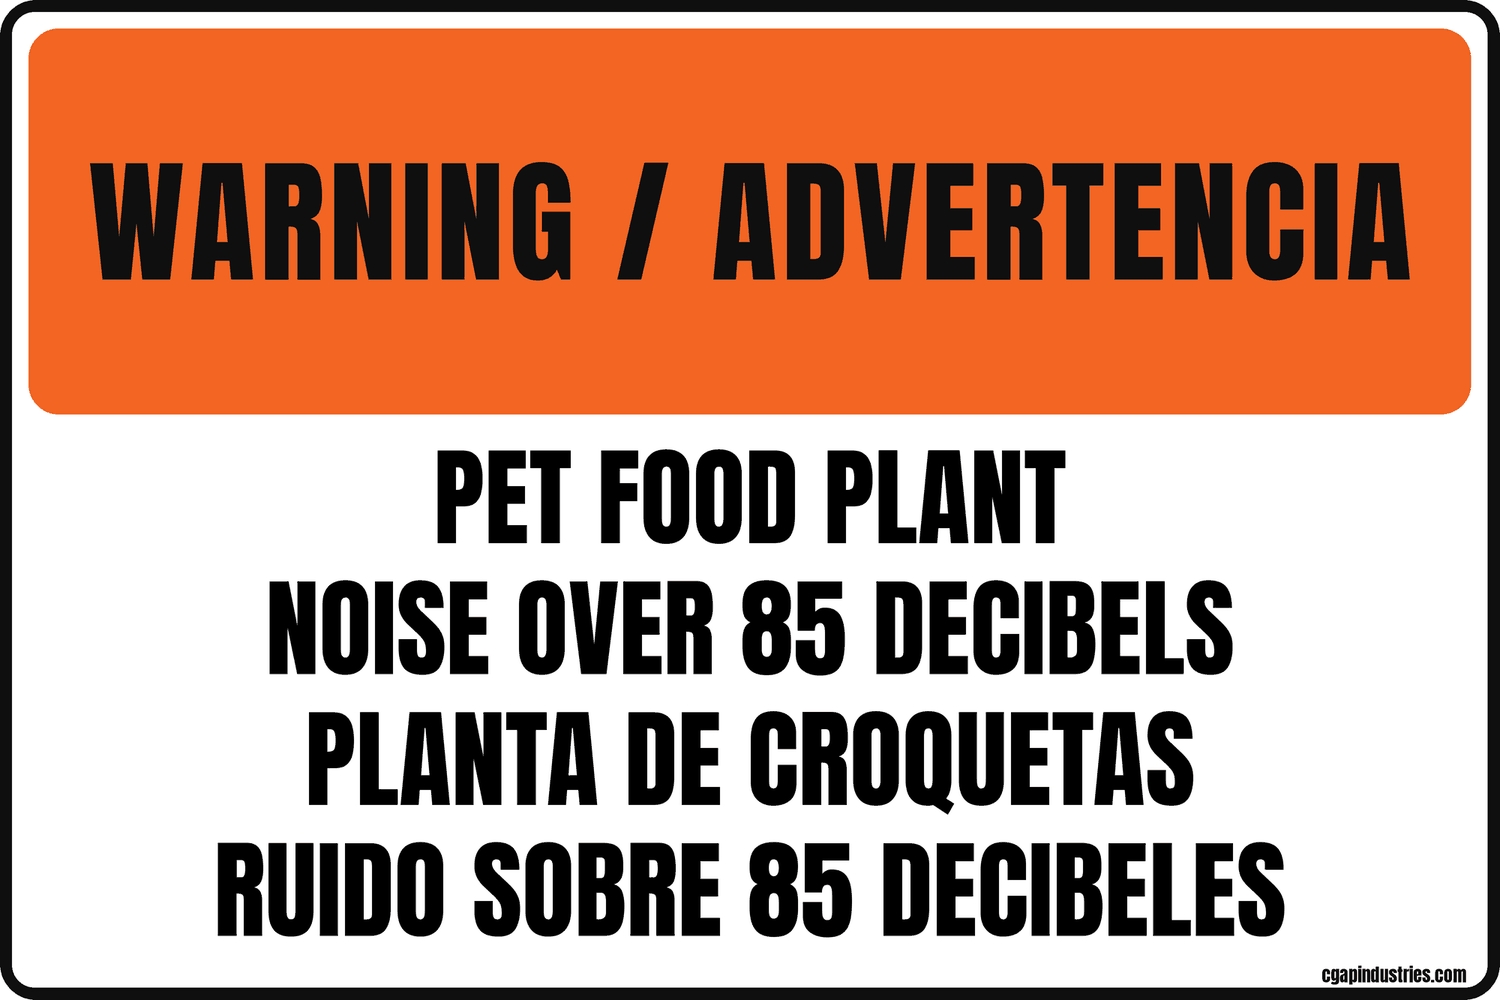 WARNING / ADVERTENCIA
PET FOOD PLANT
NOISE OVER 85 DECIBELS
PLANTA DE CROQUETAS
RUIDO SOBRE 85 DECIBELES
cgapindustries.com